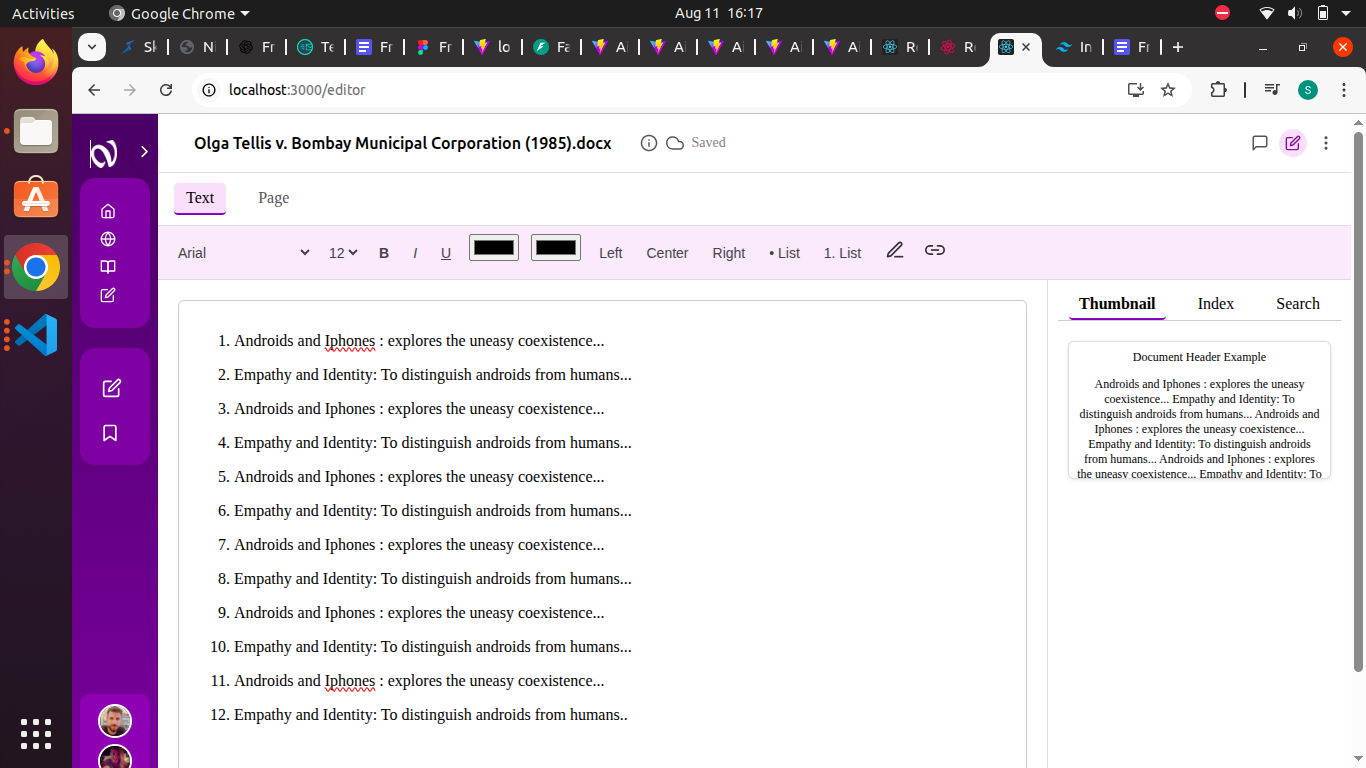 Activities
Google Chrome
Aug 11 16:17
Sk
Ni
Fr
Te
Fr
Fr
lo
Fa
Ai
Ai
Ai
Ai
Ai
Re
Re
In
Fr
localhost:3000/editor
S
Olga Tellis v. Bombay Municipal Corporation (1985).docx
Saved
Text
Page
Arial
12
B
I
U
Left
Center
Right
• List
1. List
Thumbnail
Index
Search
1. Androids and Iphones : explores the uneasy coexistence...
2. Empathy and Identity: To distinguish androids from humans...
3. Androids and Iphones : explores the uneasy coexistence...
4. Empathy and Identity: To distinguish androids from humans...
5. Androids and Iphones : explores the uneasy coexistence...
6. Empathy and Identity: To distinguish androids from humans...
7. Androids and Iphones : explores the uneasy coexistence...
8. Empathy and Identity: To distinguish androids from humans...
9. Androids and Iphones : explores the uneasy coexistence...
10. Empathy and Identity: To distinguish androids from humans...
11. Androids and Iphones : explores the uneasy coexistence...
12. Empathy and Identity: To distinguish androids from humans..
Document Header Example
Androids and Iphones : explores the uneasy
coexistence... Empathy and Identity: To
distinguish androids from humans... Androids and
Iphones : explores the uneasy coexistence...
Empathy and Identity: To distinguish androids
from humans... Androids and Iphones : explores
the uneasy coexistence... Empathy and Identity: To